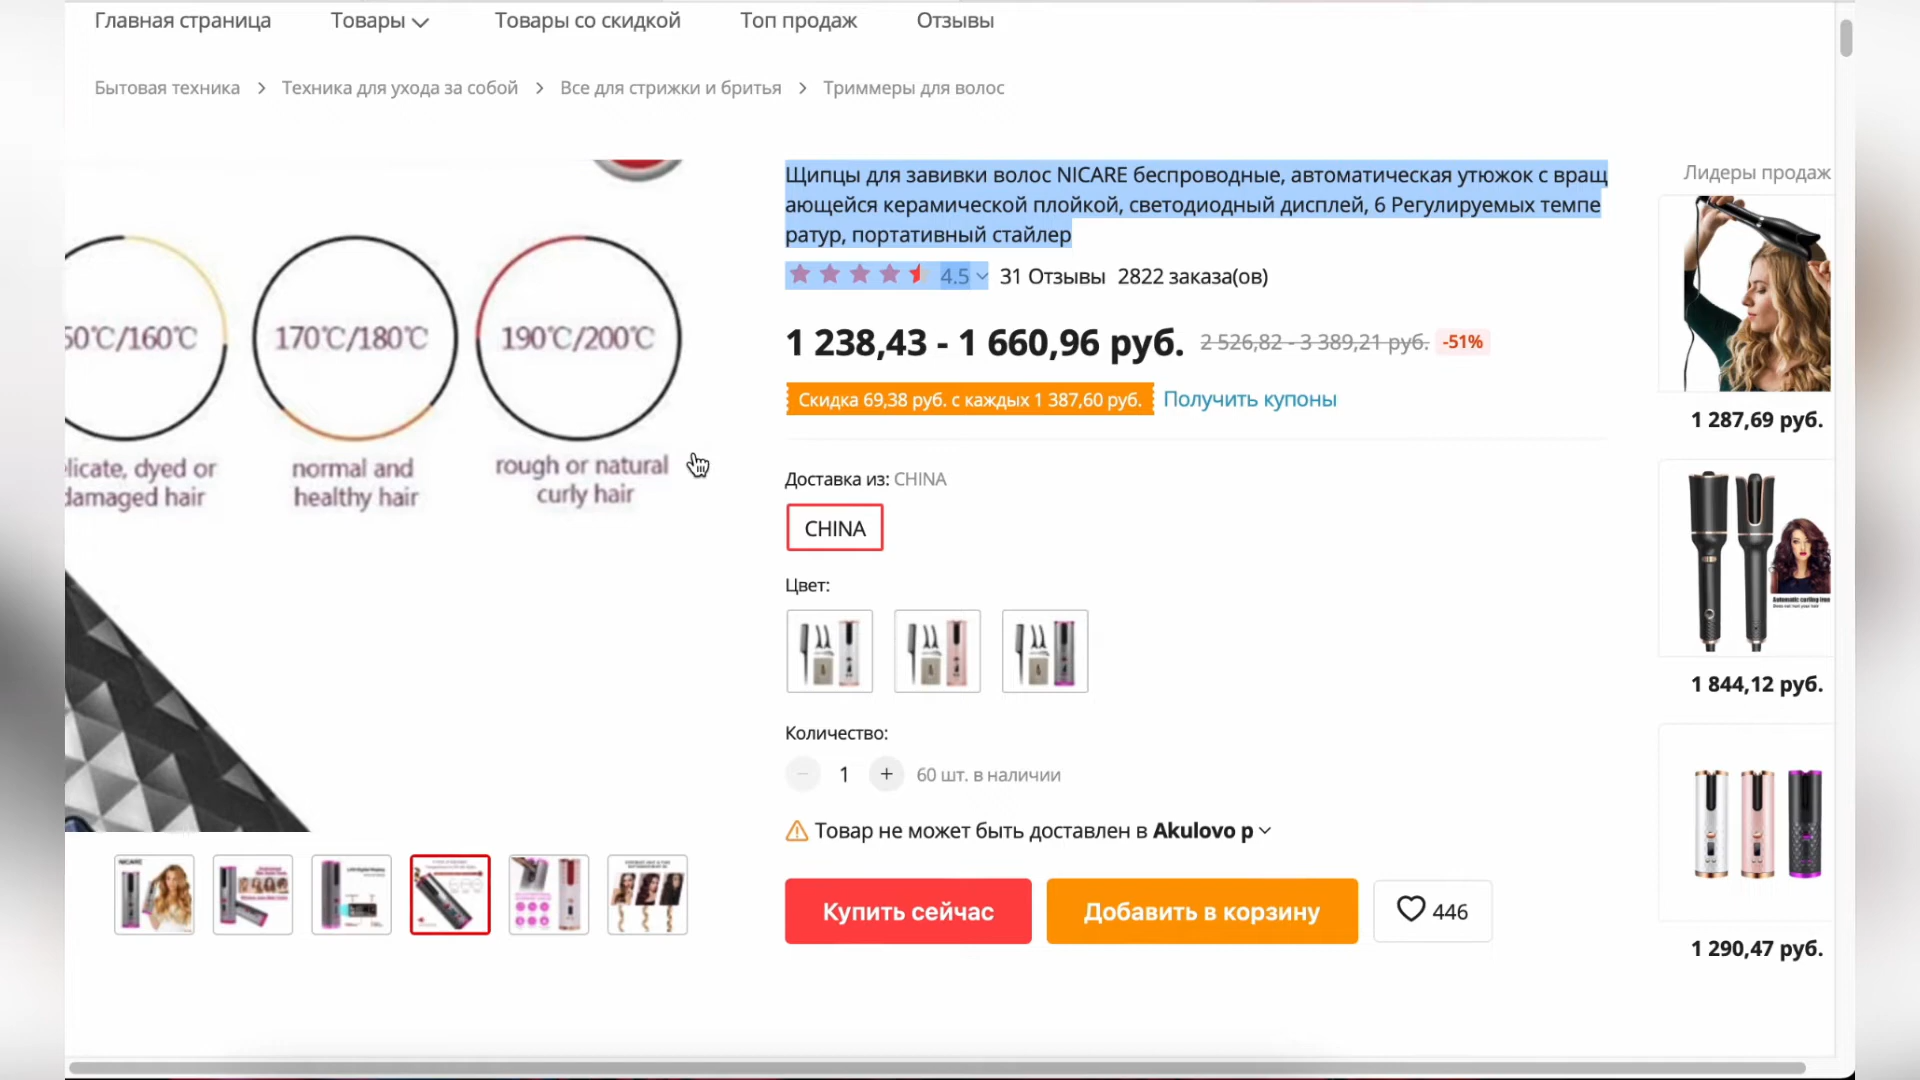 Главная страница
Товары
Товары со скидкой
Топ продаж
Отзывы
Бытовая техника > Техника для ухода за собой > Все для стрижки и бритья > Триммеры для волос
50℃/160℃
170℃/180℃
190℃/200℃
licate, dyed or
damaged hair
normal and
healthy hair
rough or natural
curly hair
NICARE
Щипцы для завивки волос NICARE беспроводные, автоматическая утюжок с вращ
ающейся керамической плойкой, светодиодный дисплей, 6 Регулируемых темпе
ратур, портативный стайлер
4.5
31 Отзывы
2822 заказа(ов)
1 238,43 - 1 660,96 руб.
2 526,82 - 3 389,21 руб.
-51%
Скидка 69,38 руб. с каждых 1 387,60 руб.
Получить купоны
Доставка из: CHINA
CHINA
Цвет:
Количество:
− 1 +
60 шт. в наличии
Товар не может быть доставлен в Akulovo p
Купить сейчас
Добавить в корзину
446
Лидеры продаж
1 287,69 руб.
Automatic curling iron
1 844,12 руб.
1 290,47 руб.